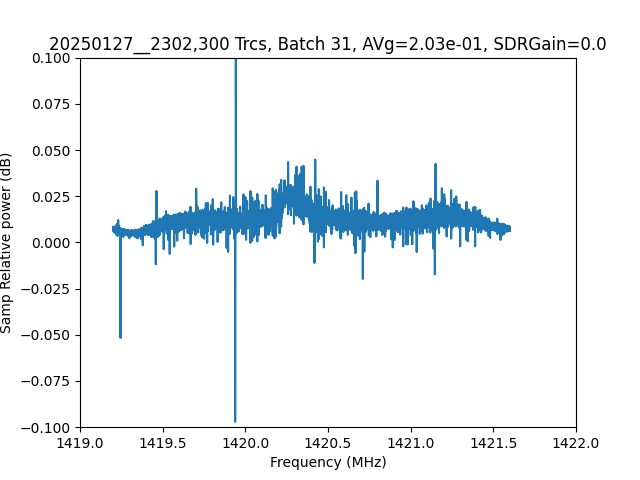 20250127__2302,300 Trcs, Batch 31, AVg=2.03e-01, SDRGain=0.0
0.100
0.075
0.050
0.025
0.000
−0.025
−0.050
−0.075
−0.100
Samp Relative power (dB)
1419.0 1419.5 1420.0 1420.5 1421.0 1421.5 1422.0
Frequency (MHz)